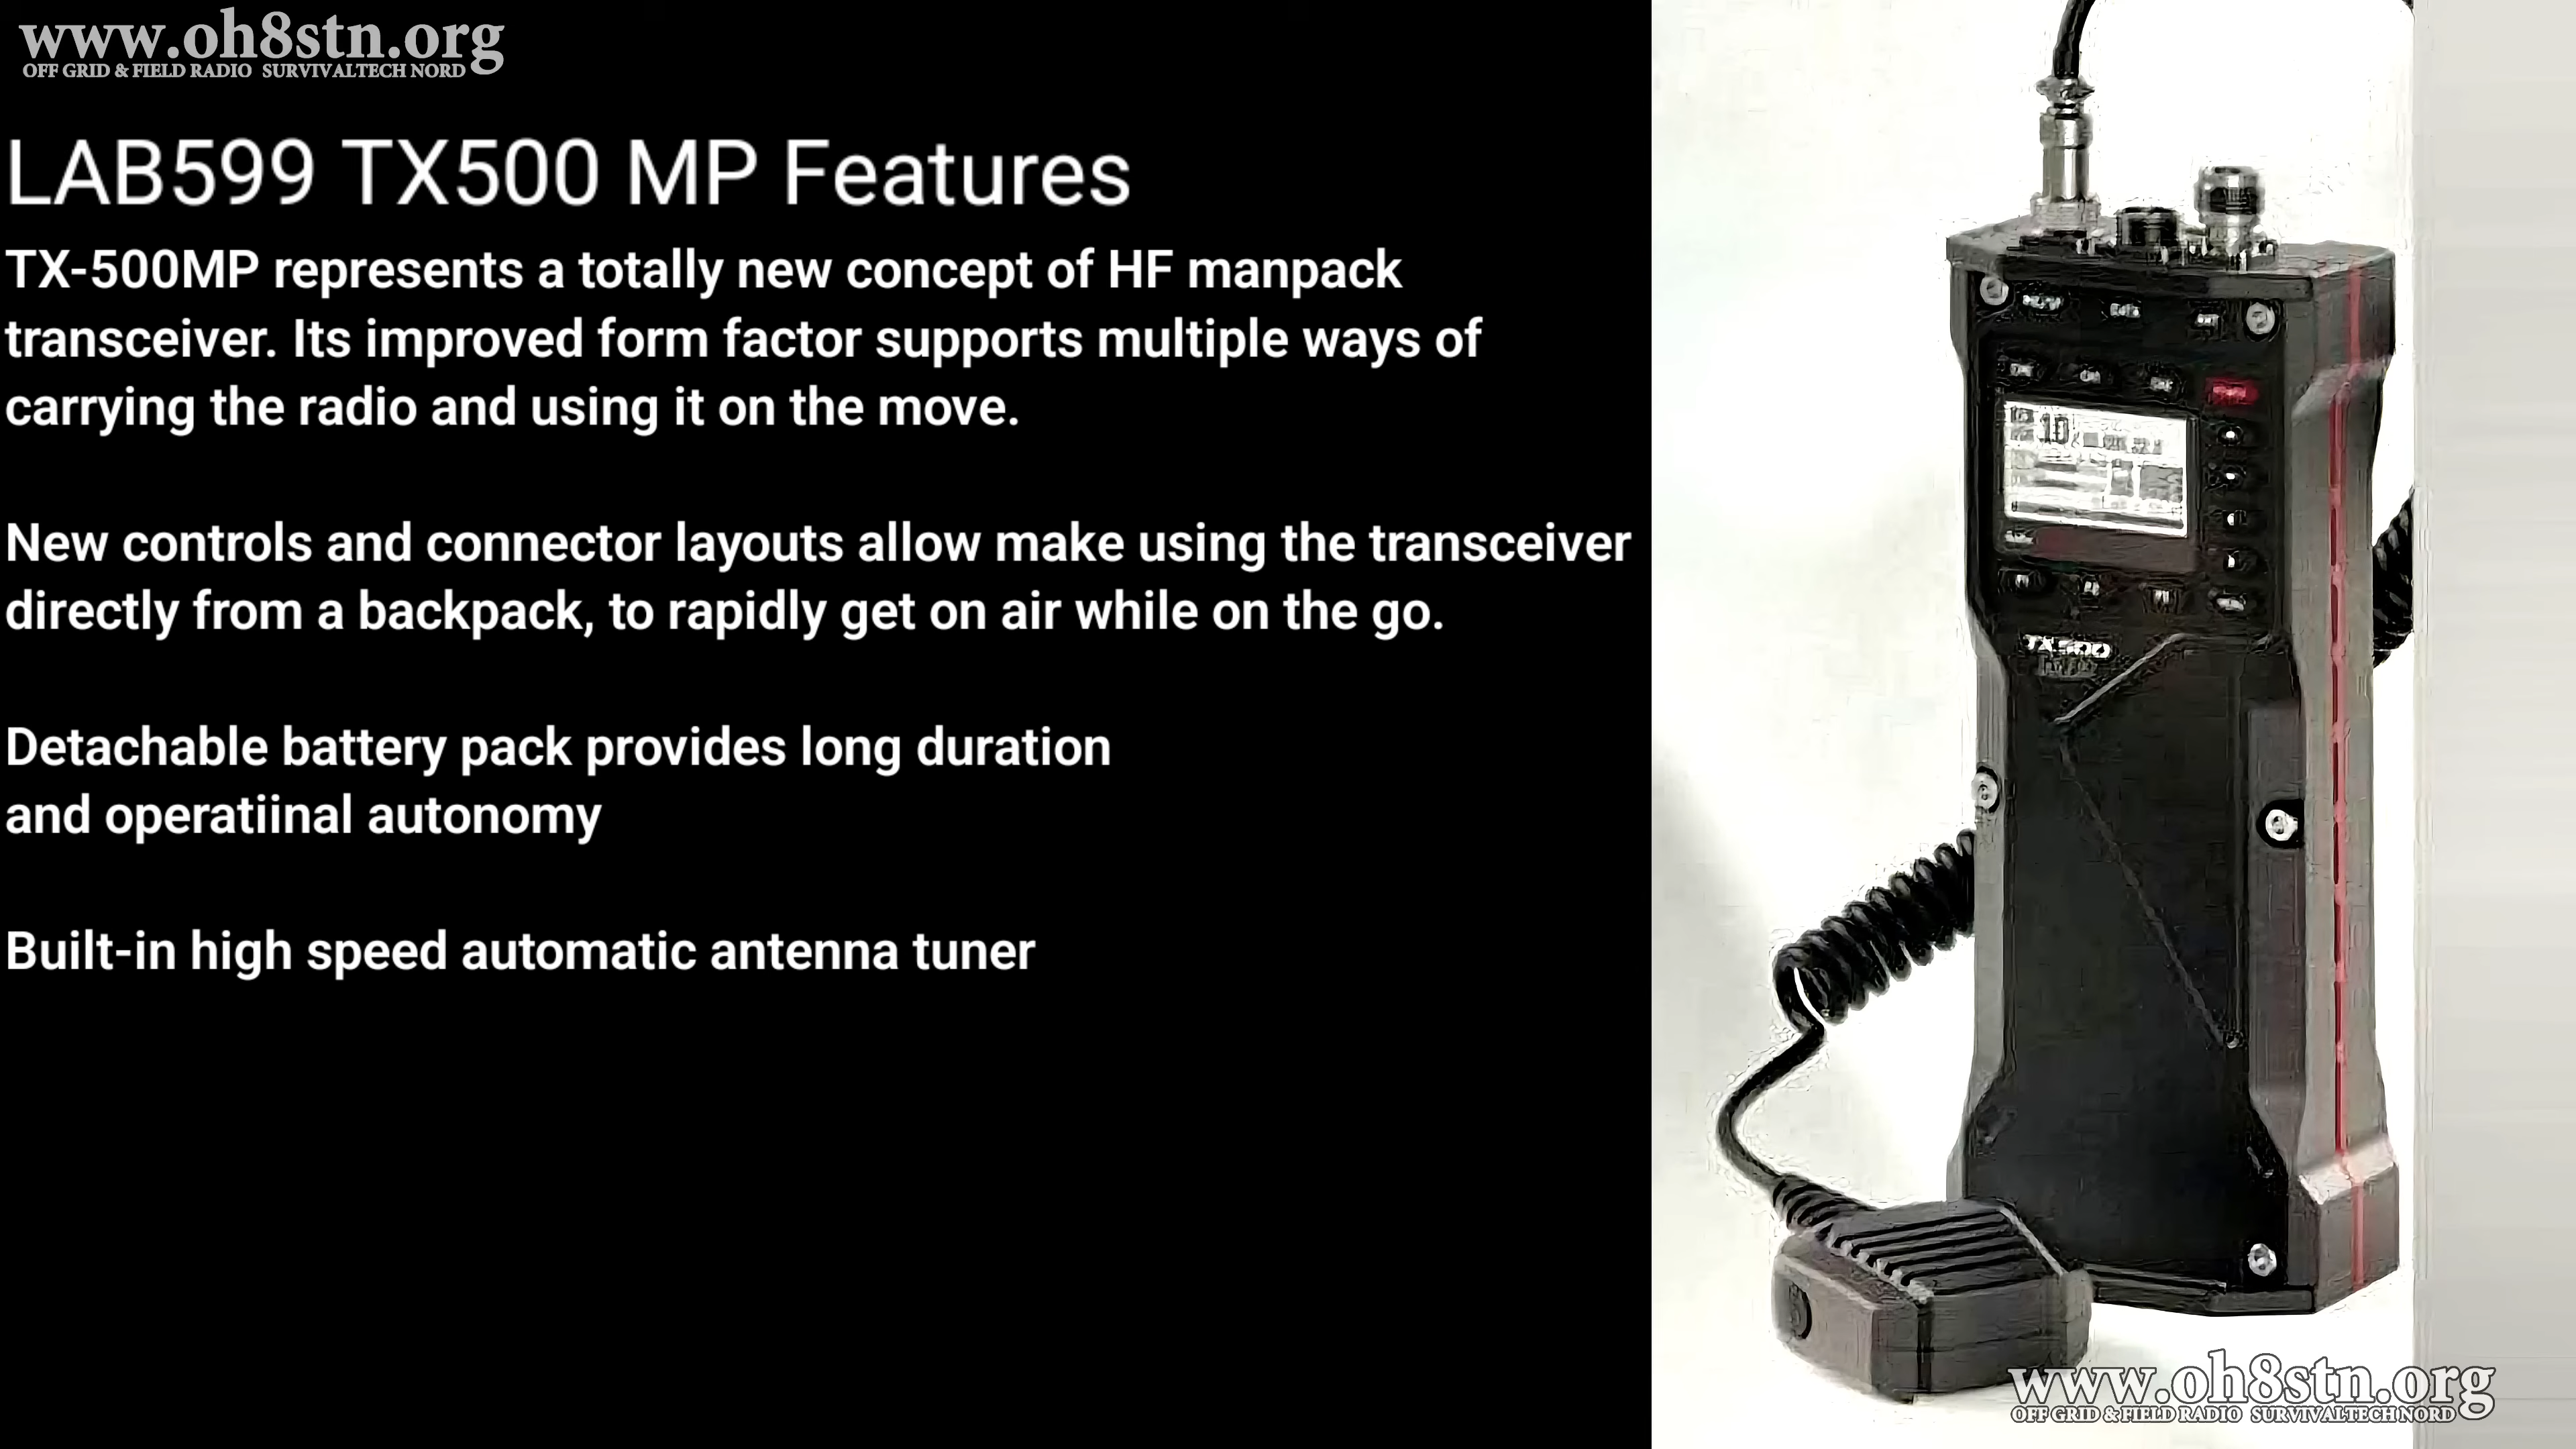 www.oh8stn.org
OFF GRID & FIELD RADIO SURVIVALTECH NORD
LAB599 TX500 MP Features
TX-500MP represents a totally new concept of HF manpack
transceiver. Its improved form factor supports multiple ways of
carrying the radio and using it on the move.
New controls and connector layouts allow make using the transceiver
directly from a backpack, to rapidly get on air while on the go.
Detachable battery pack provides long duration
and operatiinal autonomy
Built-in high speed automatic antenna tuner
10
TX500
www.oh8stn.org
OFF GRID & FIELD RADIO SURVIVALTECH NORD